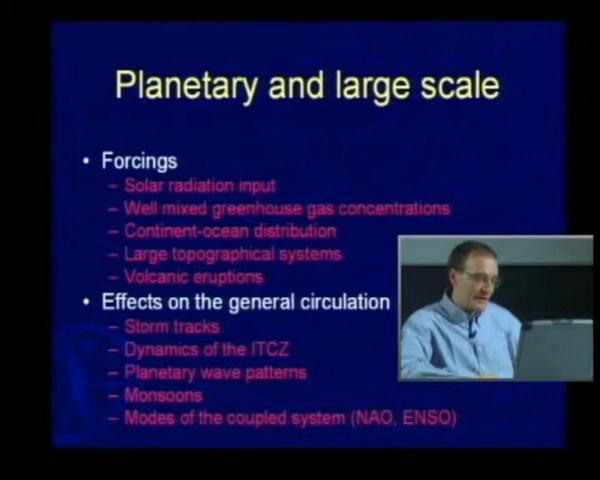 Planetary and large scale
• Forcings
– Solar radiation input
– Well mixed greenhouse gas concentrations
– Continent-ocean distribution
– Large topographical systems
– Volcanic eruptions
• Effects on the general circulation
– Storm tracks
– Dynamics of the ITCZ
– Planetary wave patterns
– Monsoons
– Modes of the coupled system (NAO, ENSO)